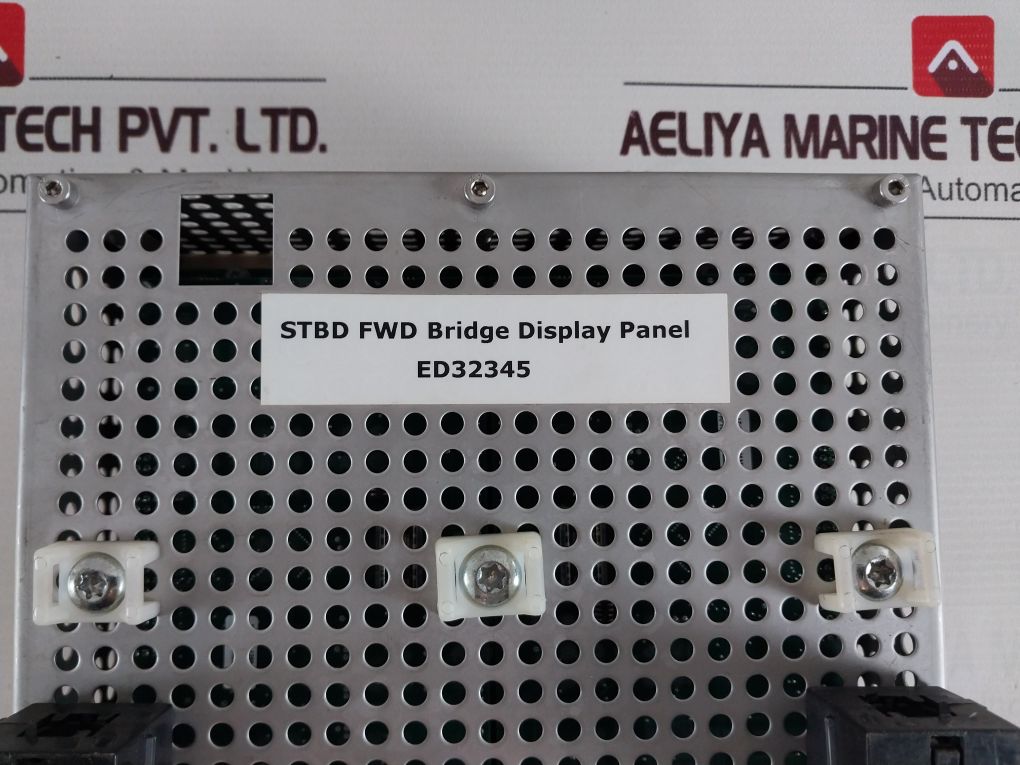 TECH PVT. LTD.
AELIYA MARINE TEC
Automa
STBD FWD Bridge Display Panel
ED32345